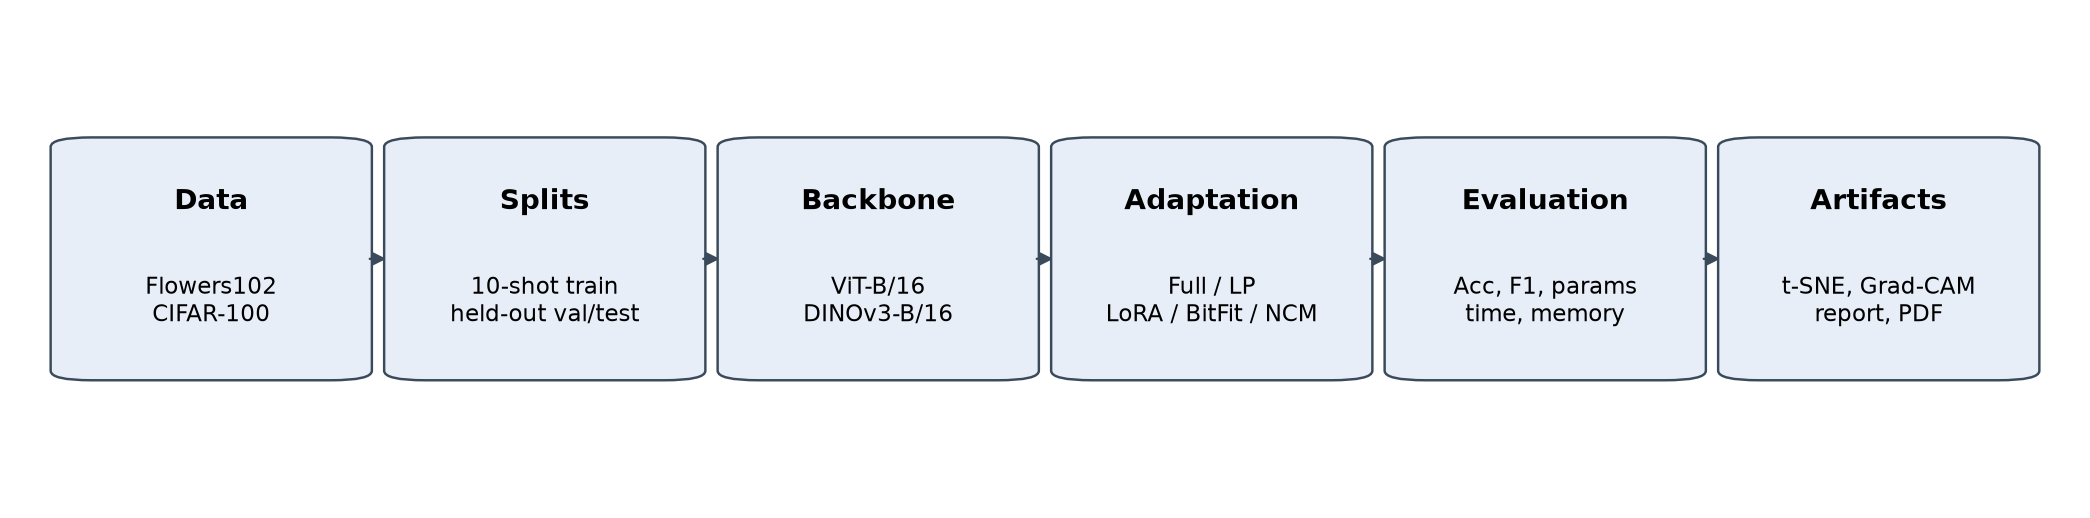 Data
Flowers102
CIFAR-100
Splits
10-shot train
held-out val/test
Backbone
ViT-B/16
DINOv3-B/16
Adaptation
Full / LP
LoRA / BitFit / NCM
Evaluation
Acc, F1, params
time, memory
Artifacts
t-SNE, Grad-CAM
report, PDF